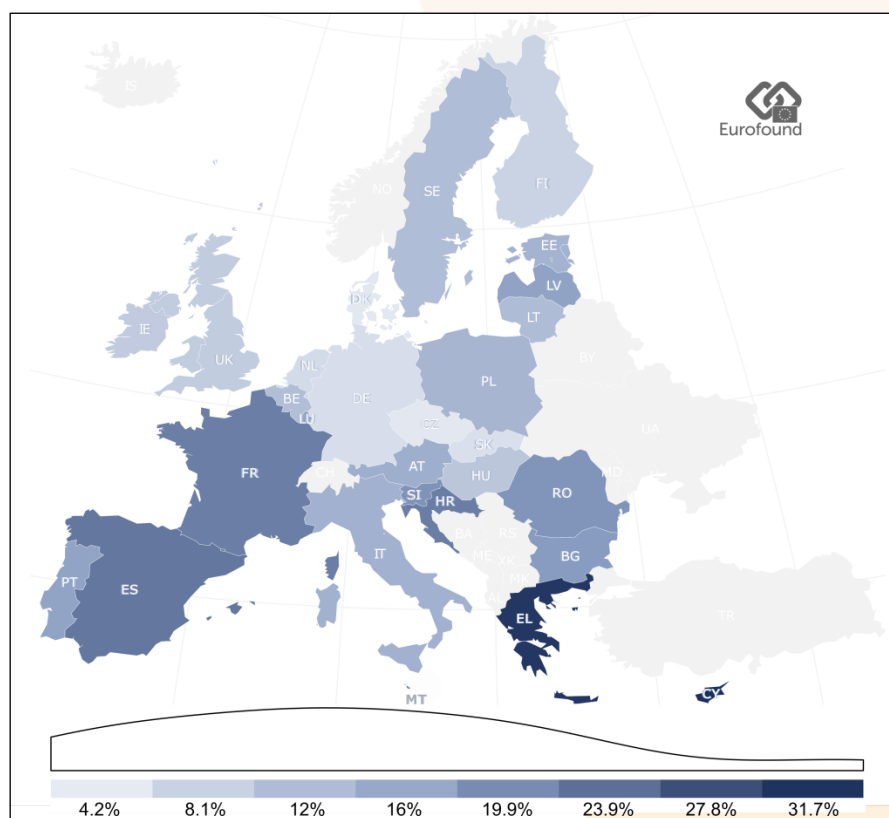 IS
Eurofound
NO
SE
FI
EE
LV
LT
DK
IE
UK
NL
BE
LU
DE
PL
BY
CZ
UA
SK
FR
CH
AT
HU
MD
SI
HR
RO
BA
RS
IT
ME
XK
BG
PT
ES
MK
AL
EL
TR
CY
MT
4.2% 8.1% 12% 16% 19.9% 23.9% 27.8% 31.7%